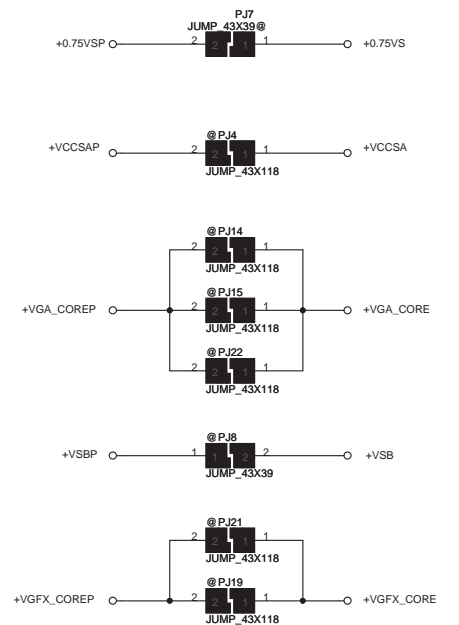 PJ7
JUMP_43X39@
+0.75VSP 2 2 1 1 +0.75VS
@PJ4
+VCCSAP 2 2 1 1 +VCCSA
JUMP_43X118
@PJ14
2 2 1 1
JUMP_43X118
@PJ15
+VGA_COREP 2 2 1 1 +VGA_CORE
JUMP_43X118
@PJ22
2 2 1 1
JUMP_43X118
@PJ8
+VSBP 1 1 2 2 +VSB
JUMP_43X39
@PJ21
2 2 1 1
JUMP_43X118
@PJ19
+VGFX_COREP 2 2 1 1 +VGFX_CORE
JUMP_43X118